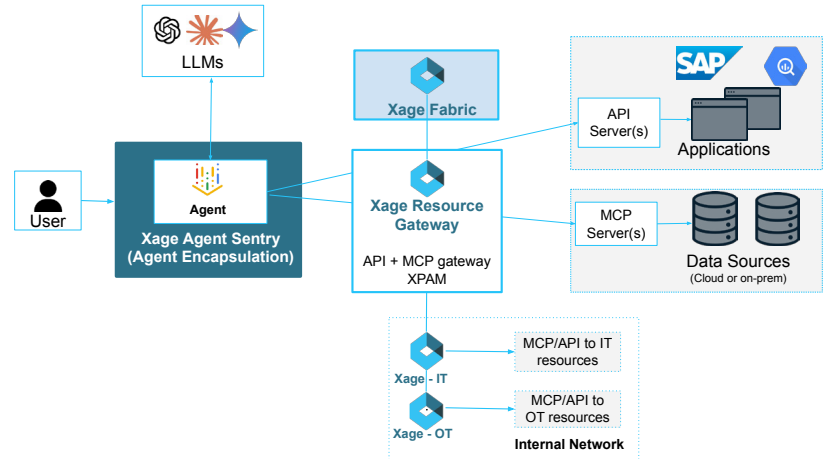 LLMs
Xage Fabric
SAP
API
Server(s)
Applications
User
Agent
Xage Agent Sentry
(Agent Encapsulation)
Xage Resource
Gateway
API + MCP gateway
XPAM
MCP
Server(s)
Data Sources
(Cloud or on-prem)
Xage - IT
MCP/API to IT
resources
Xage - OT
MCP/API to
OT resources
Internal Network